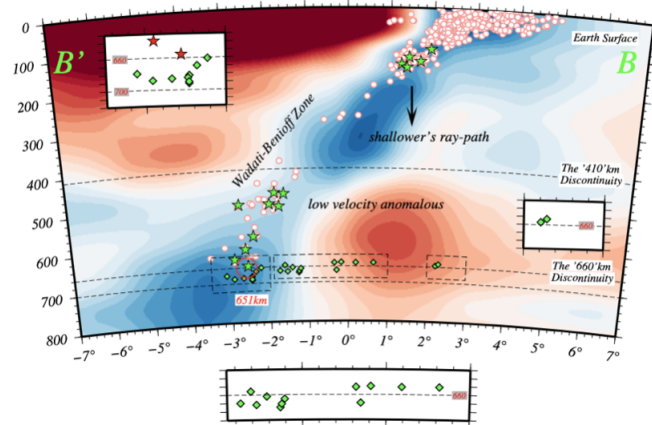 0
100
200
300
400
500
600
700
800
B'
B
660
700
Earth Surface
Wadati-Benioff Zone
shallower's ray-path
The '410'km
Discontinuity
low velocity anomalous
660
The '660'km
Discontinuity
651km
-7° -6° -5° -4° -3° -2° -1° 0° 1° 2° 3° 4° 5° 6° 7°
660